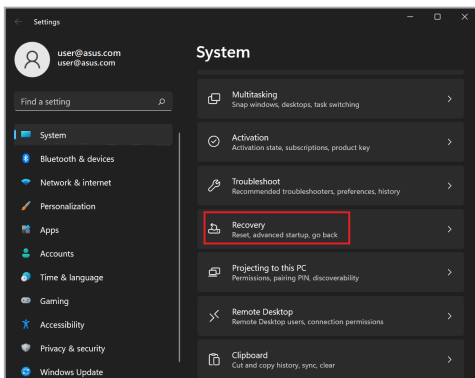 Settings
user@asus.com
user@asus.com
Find a setting
System
Bluetooth & devices
Network & internet
Personalization
Apps
Accounts
Time & language
Gaming
Accessibility
Privacy & security
Windows Update
System
Multitasking
Snap windows, desktops, task switching
Activation
Activation state, subscriptions, product key
Troubleshoot
Recommended troubleshooters, preferences, history
Recovery
Reset, advanced startup, go back
Projecting to this PC
Permissions, pairing PIN, discoverability
Remote Desktop
Remote Desktop users, connection permissions
Clipboard
Cut and copy history, sync, clear